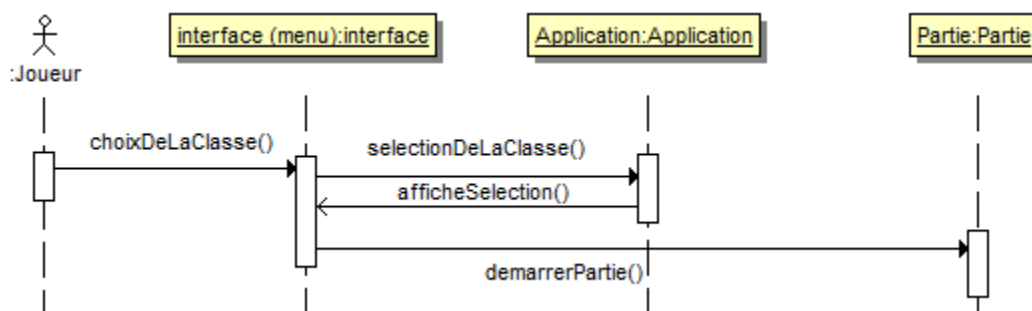 interface (menu):interface
Application:Application
Partie:Partie
:Joueur
choixDeLaClasse()
selectionDeLaClasse()
afficheSelection()
demarrerPartie()